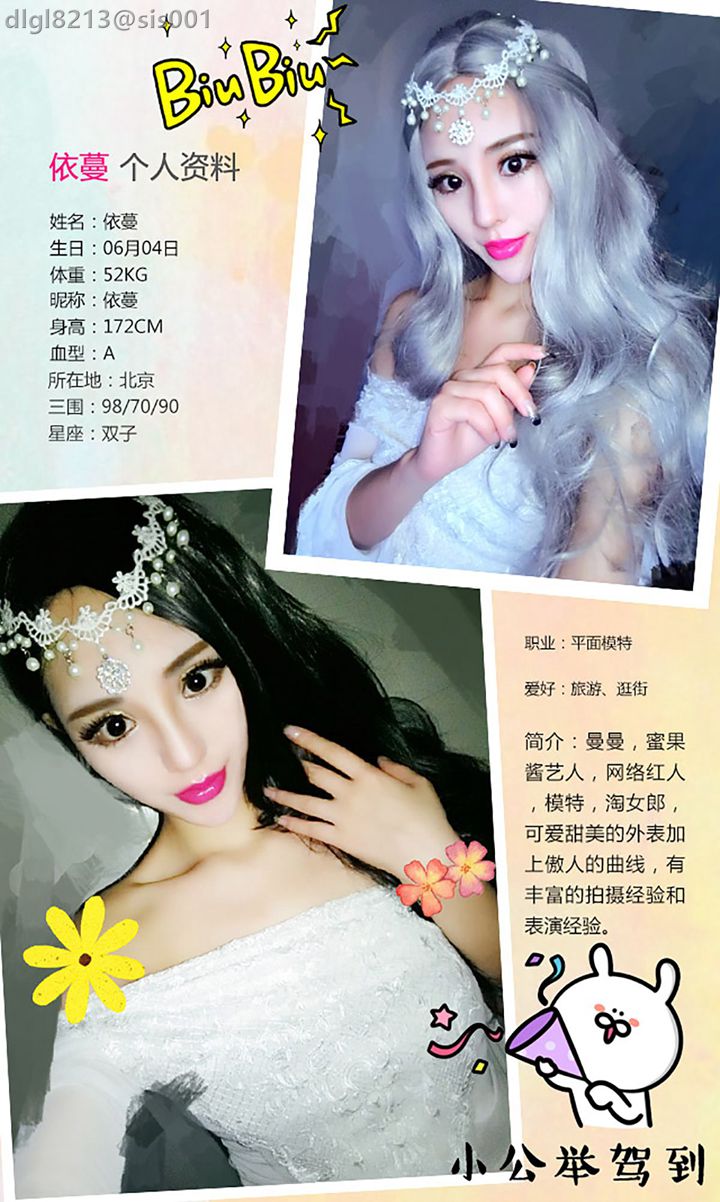 dlgl8213@sis001
Biu Biu~
依蔓 个人资料
姓名：依蔓
生日：06月04日
体重：52KG
昵称：依蔓
身高：172CM
血型：A
所在地：北京
三围：98/70/90
星座：双子
职业：平面模特
爱好：旅游、逛街
简介：曼曼，蜜果
酱艺人，网络红人
，模特，淘女郎，
可爱甜美的外表加
上傲人的曲线，有
丰富的拍摄经验和
表演经验。
小公举驾到